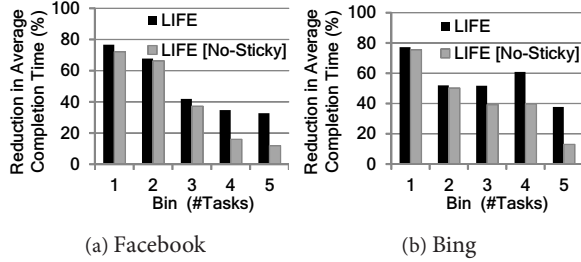 Reduction in Average
Completion Time (%)
100
80
60
40
20
0
LIFE
LIFE [No-Sticky]
1 2 3 4 5
Bin (#Tasks)
(a) Facebook
Reduction in Average
Completion Time (%)
100
80
60
40
20
0
LIFE
LIFE [No-Sticky]
1 2 3 4 5
Bin (#Tasks)
(b) Bing